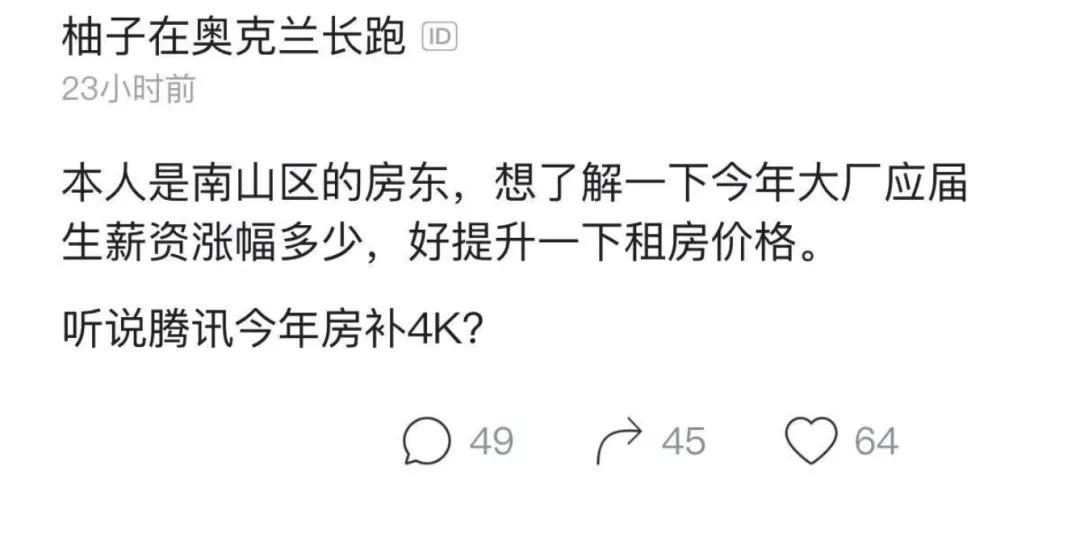 柚子在奥克兰长跑 ID
23小时前
本人是南山区的房东，想了解一下今年大厂应届
生薪资涨幅多少，好提升一下租房价格。
听说腾讯今年房补4K？
49 45 64